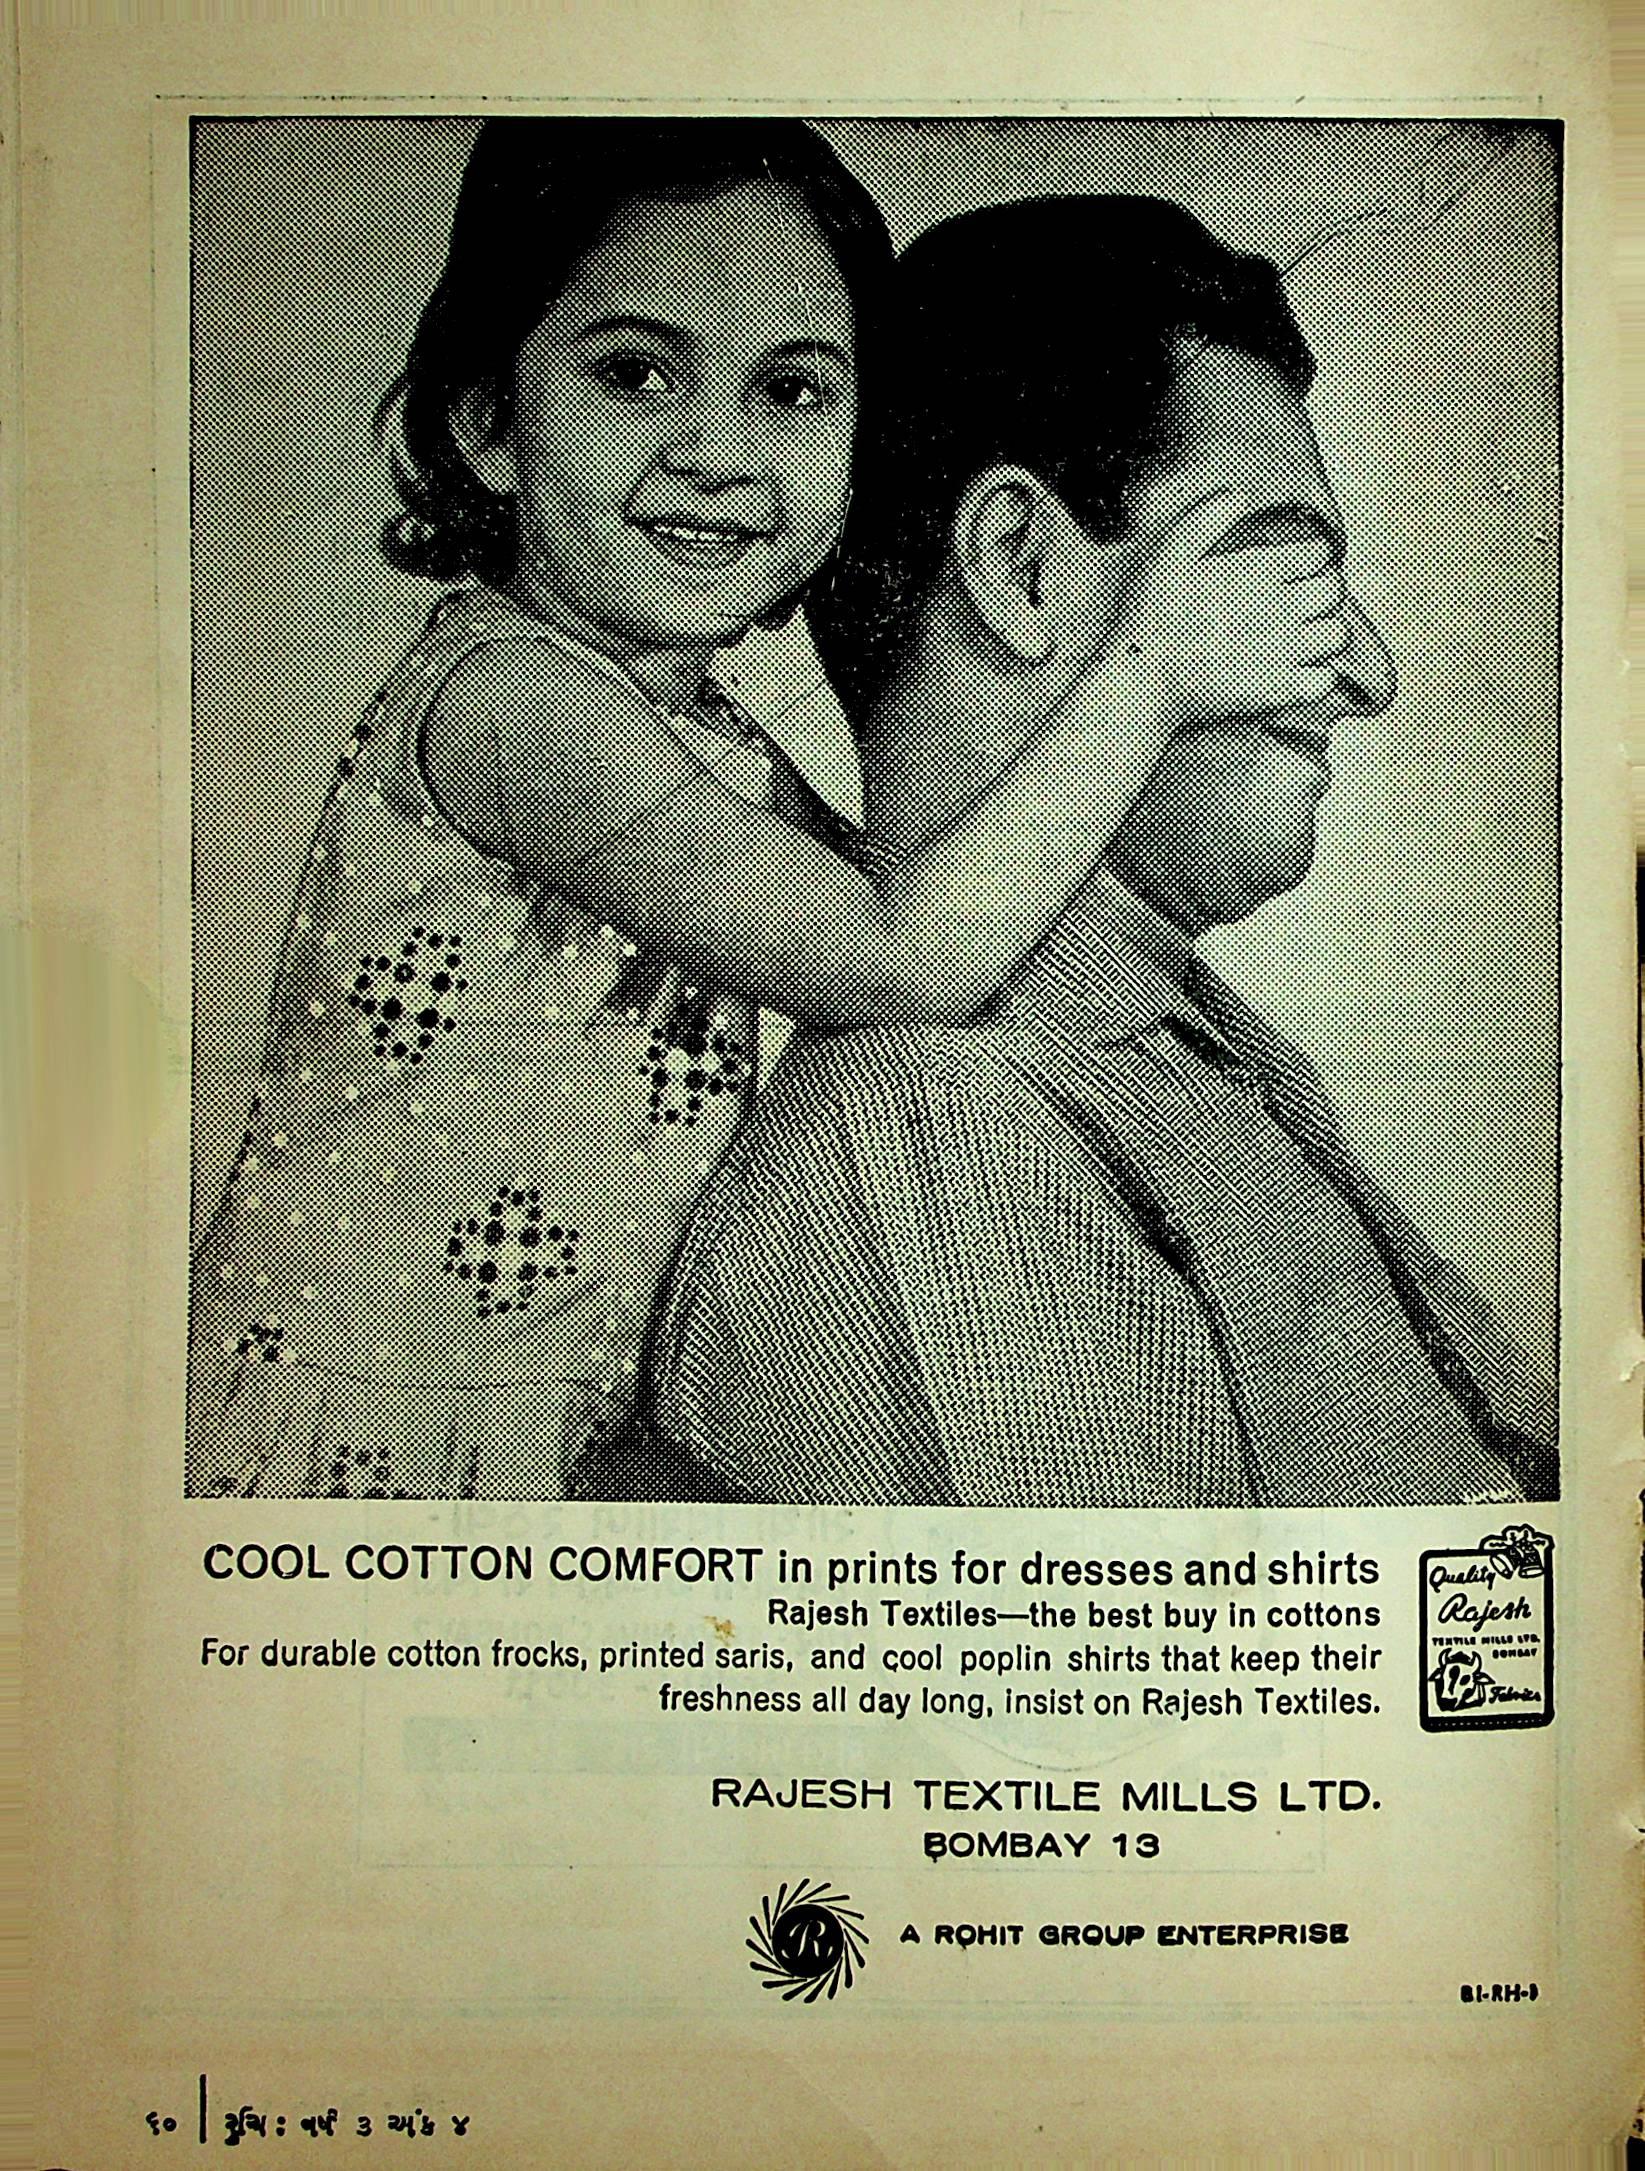 COOL COTTON COMFORT in prints for dresses and shirts
Rajesh Textiles—the best buy in cottons
For durable cotton frocks, printed saris, and cool poplin shirts that keep their
freshness all day long, insist on Rajesh Textiles.
Quality
Rajesh
TEXTILE MILLS LTD.
BOMBAY
Fabrics
RAJESH TEXTILE MILLS LTD.
BOMBAY 13
R
A ROHIT GROUP ENTERPRISE
BI-RH-1
૬૦ | રુચિ : વર્ષ ૩ અંક ૪